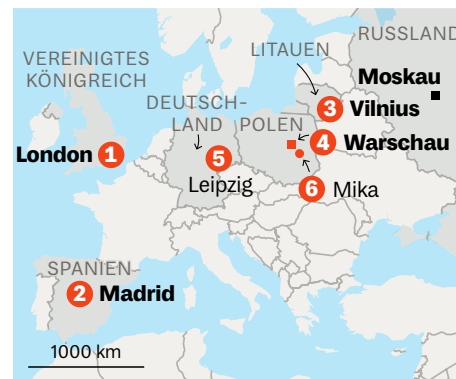 RUSSLAND
LITAUEN
VEREINIGTES
KÖNIGREICH
Moskau
DEUTSCH-
LAND
POLEN
3 Vilnius
4 Warschau
London 1
5
Leipzig
6 Mika
SPANIEN
2 Madrid
1000 km